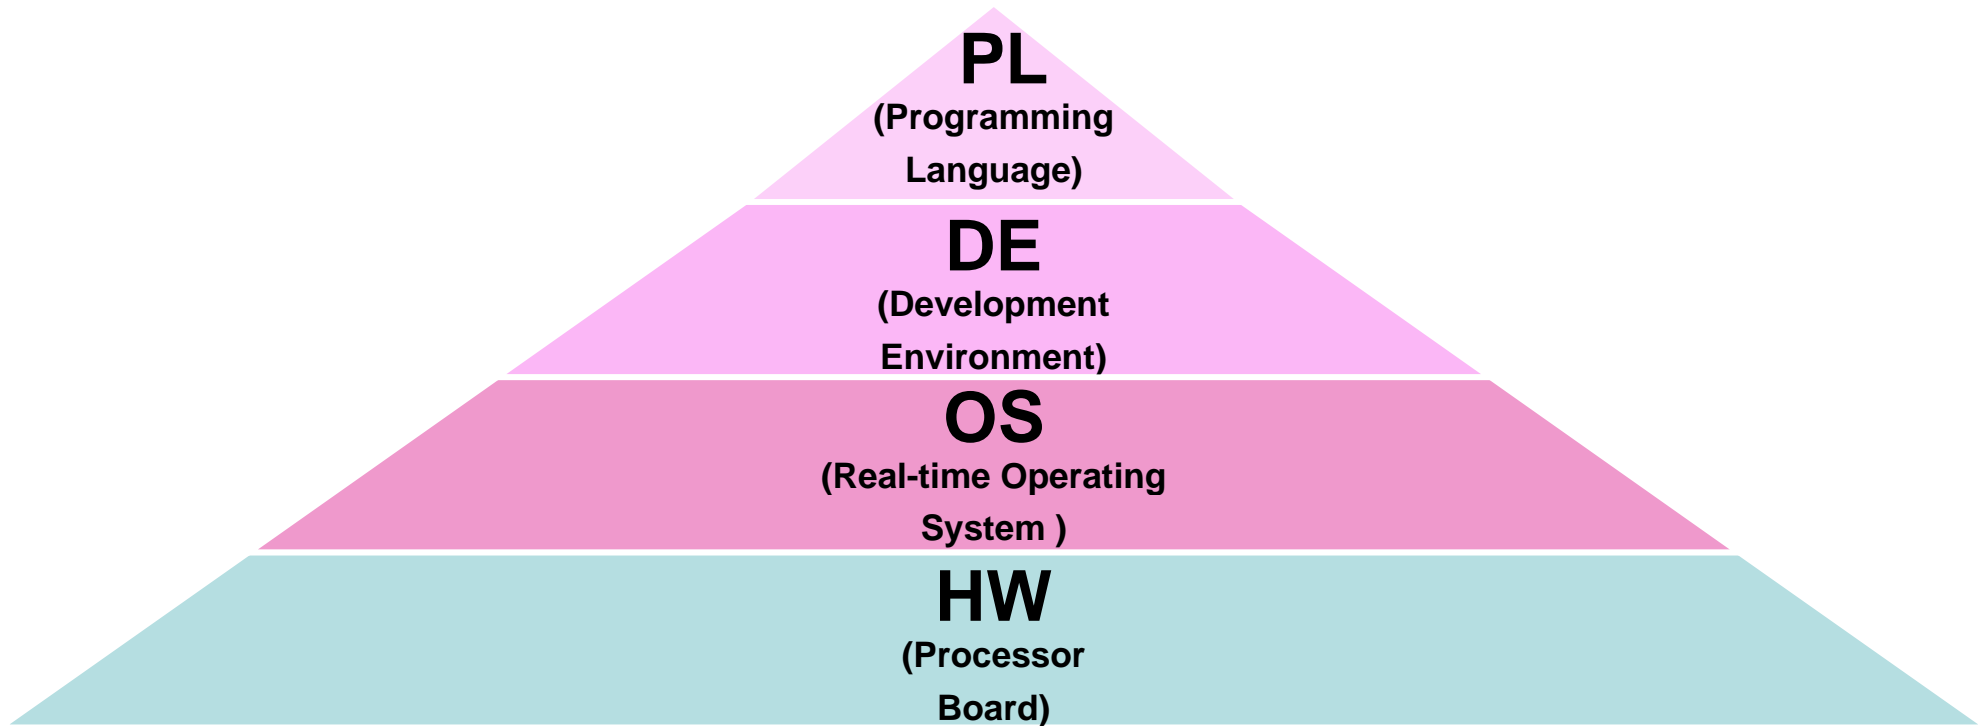 PL
(Programming
Language)
DE
(Development
Environment)
OS
(Real-time Operating
System )
HW
(Processor
Board)